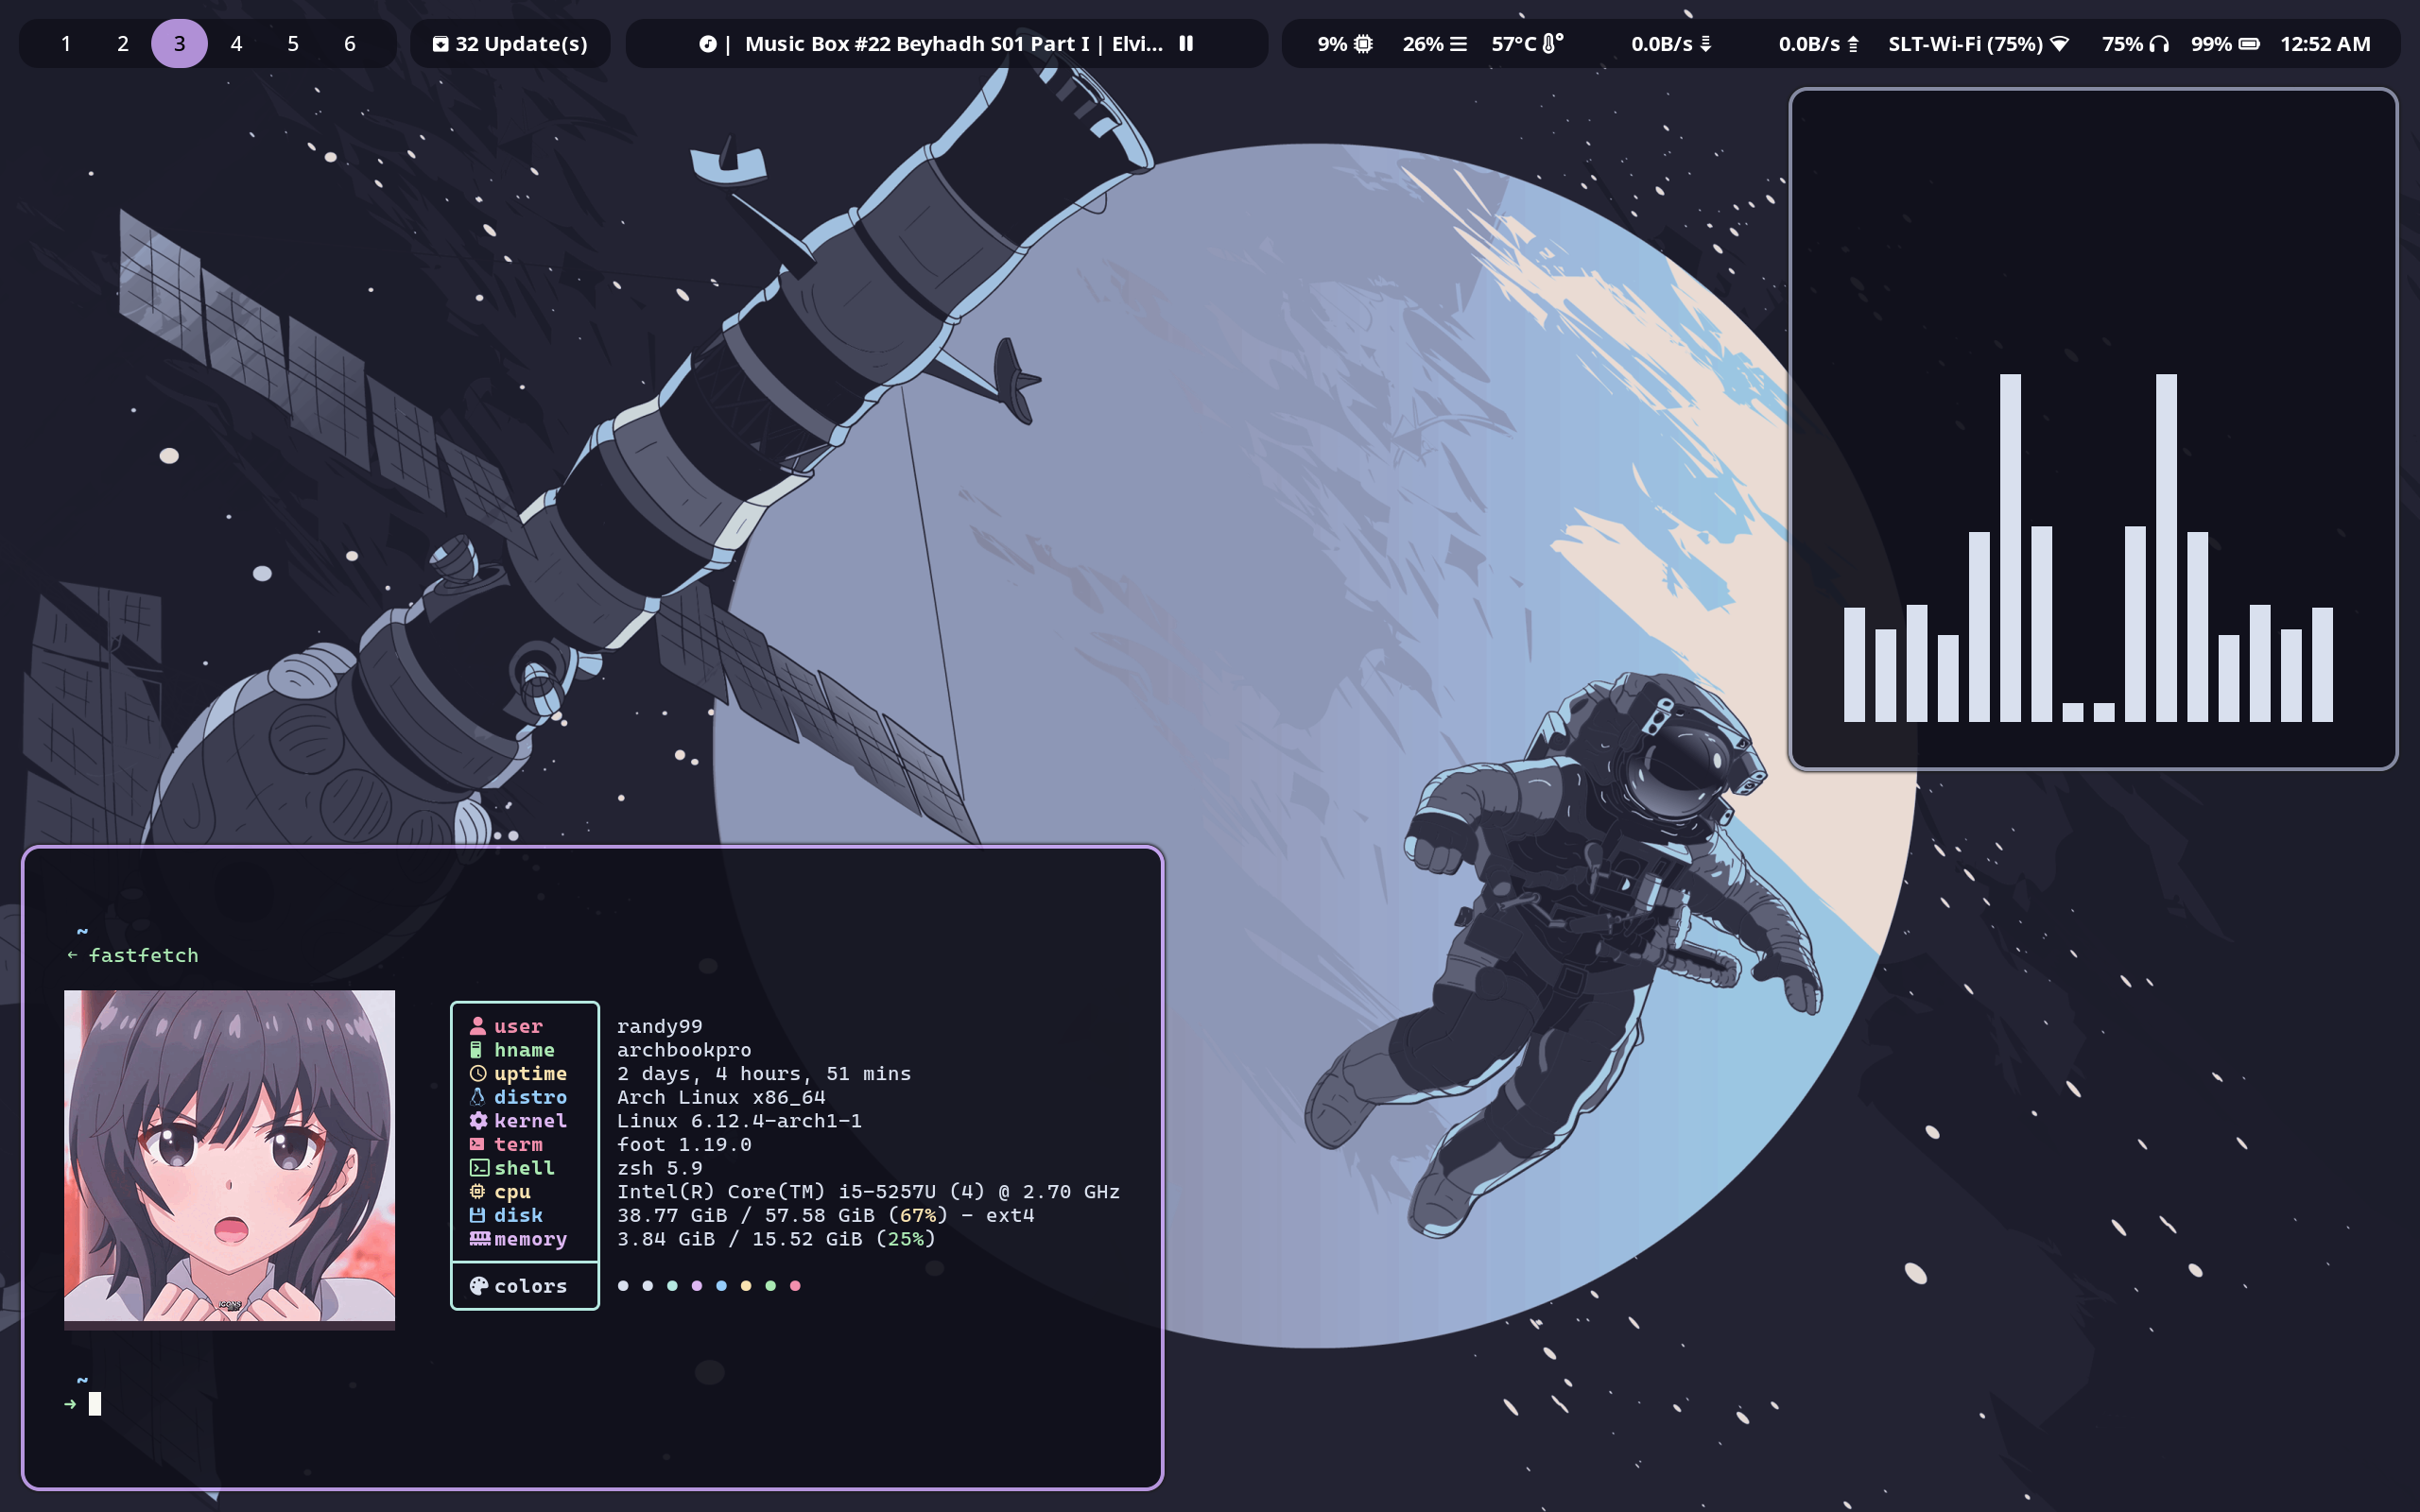 1 2 3 4 5 6 32 Update(s) | Music Box #22 Beyhadh S01 Part I | Elvi... 9% 26% 57°C 0.0B/s 0.0B/s SLT-Wi-Fi (75%) 75% 99% 12:52 AM
~
← fastfetch
user randy99
hname archbookpro
uptime 2 days, 4 hours, 51 mins
distro Arch Linux x86_64
kernel Linux 6.12.4-arch1-1
term foot 1.19.0
shell zsh 5.9
cpu Intel(R) Core(TM) i5-5257U (4) @ 2.70 GHz
disk 38.77 GiB / 57.58 GiB (67%) - ext4
memory 3.84 GiB / 15.52 GiB (25%)
colors
~
→